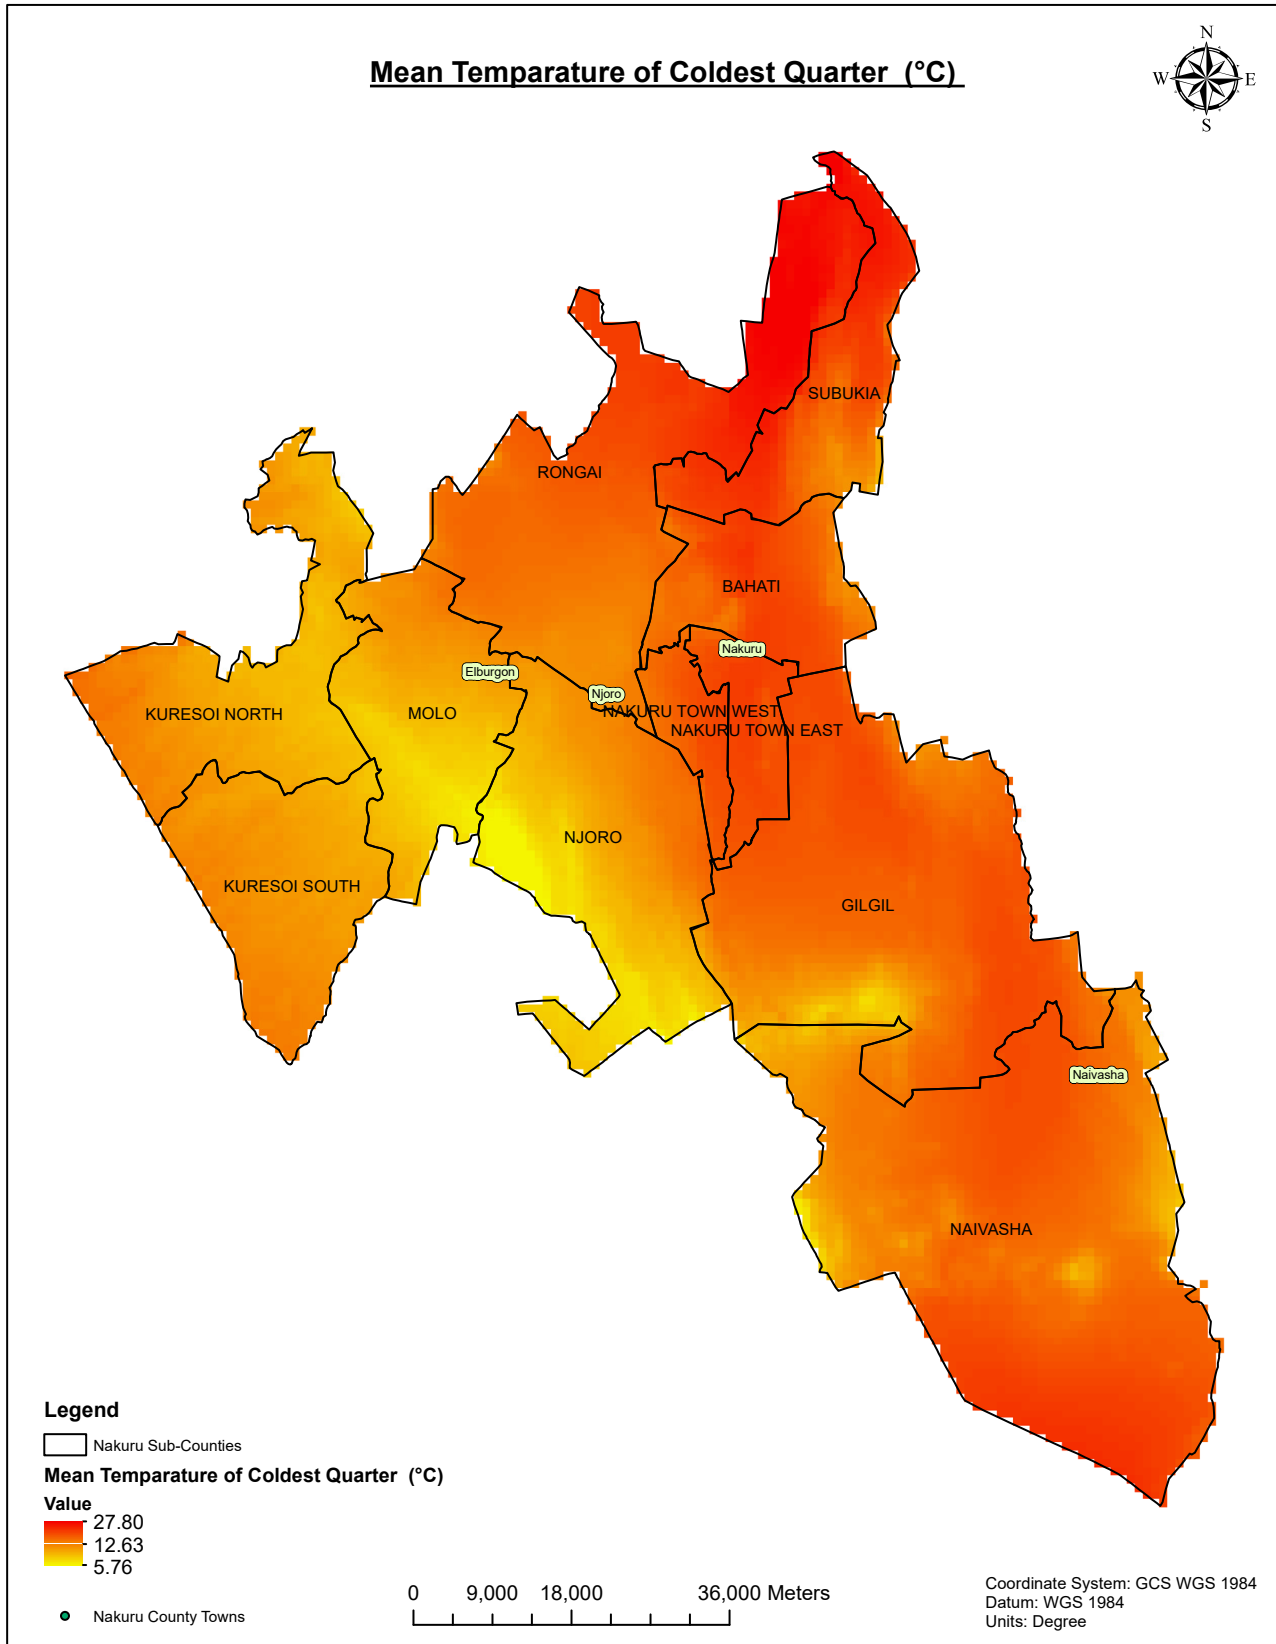 Mean Temparature of Coldest Quarter (°C)
N
W E
S
SUBUKIA
RONGAI
BAHATI
Nakuru
Elburgon
Njoro
KURESOI NORTH
MOLO
NAKURU TOWN WEST
NAKURU TOWN EAST
NJORO
KURESOI SOUTH
GILGIL
Naivasha
NAIVASHA
Legend
Nakuru Sub-Counties
Mean Temparature of Coldest Quarter (°C)
Value
27.80
12.63
5.76
Nakuru County Towns
0 9,000 18,000 36,000 Meters
Coordinate System: GCS WGS 1984
Datum: WGS 1984
Units: Degree